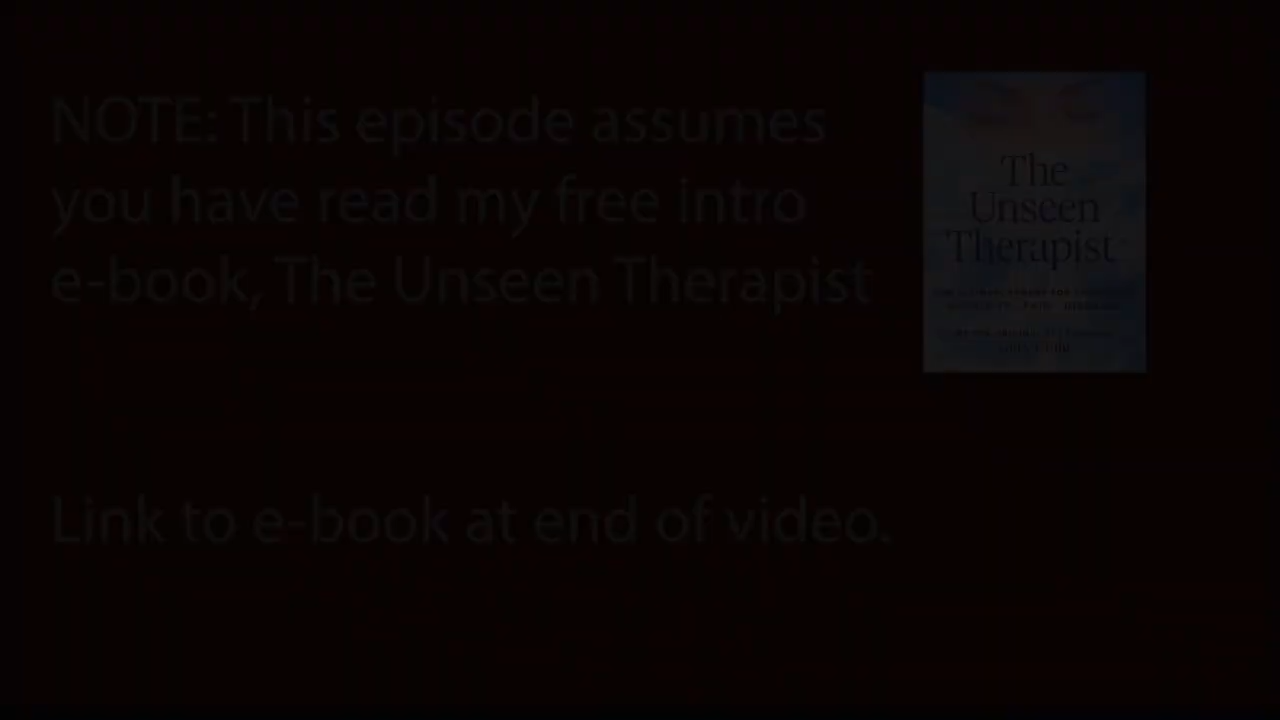 NOTE: This episode assumes
you have read my free intro
e-book, The Unseen Therapist
The
Unseen
Therapist
Link to e-book at end of video.